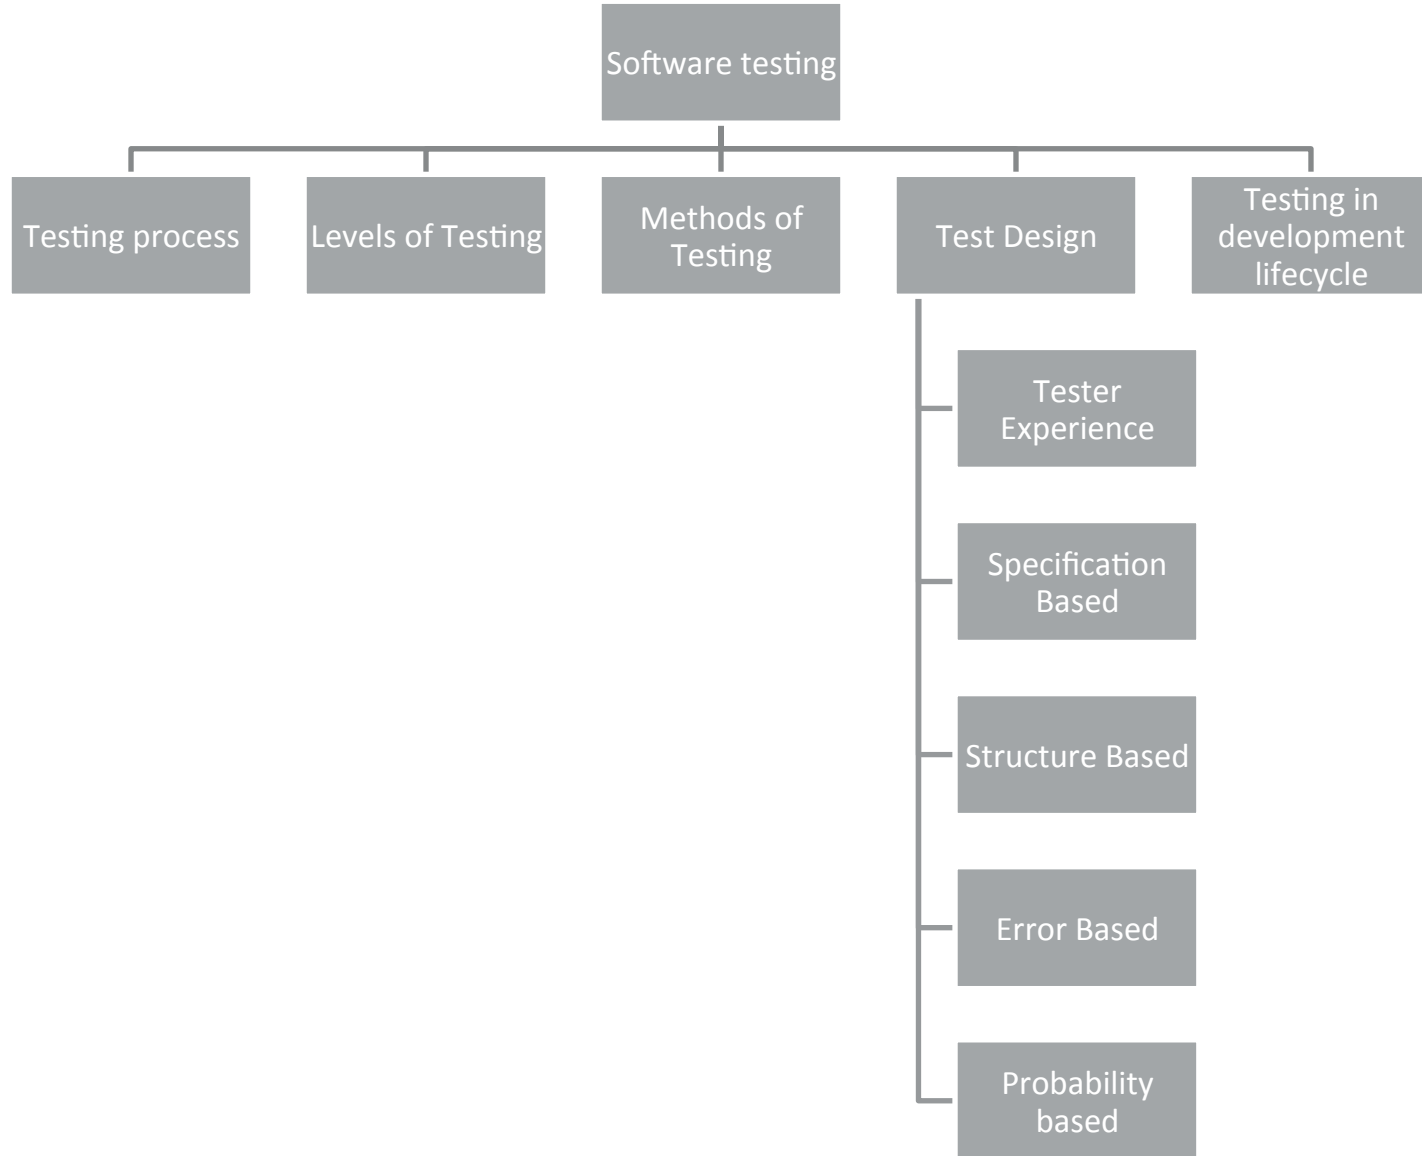 Software testing
Testing process
Levels of Testing
Methods of
Testing
Test Design
Testing in
development
lifecycle
Tester
Experience
Specification
Based
Structure Based
Error Based
Probability
based